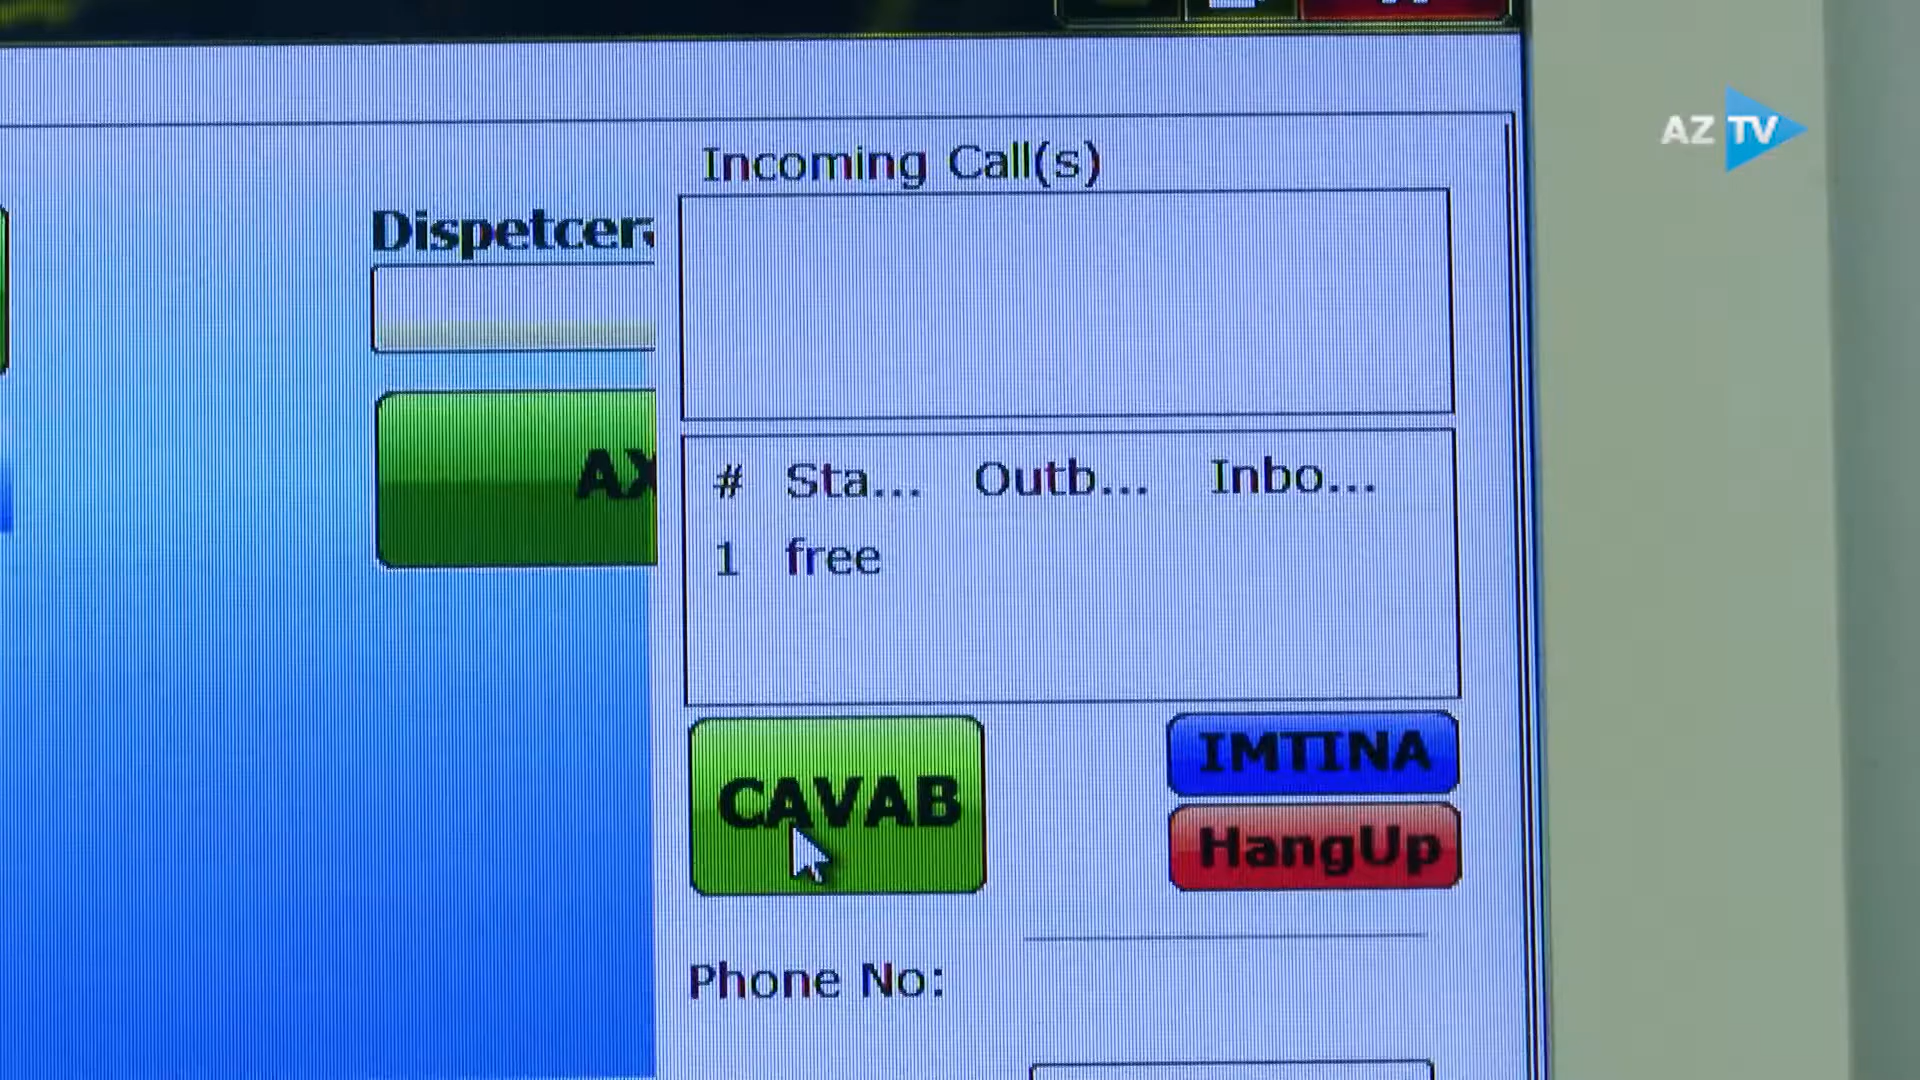 AZ TV
Incoming Call(s)
Dispetcer
# Sta... Outb... Inbo...
1 free
AX
CAVAB
IMTINA
HangUp
Phone No: